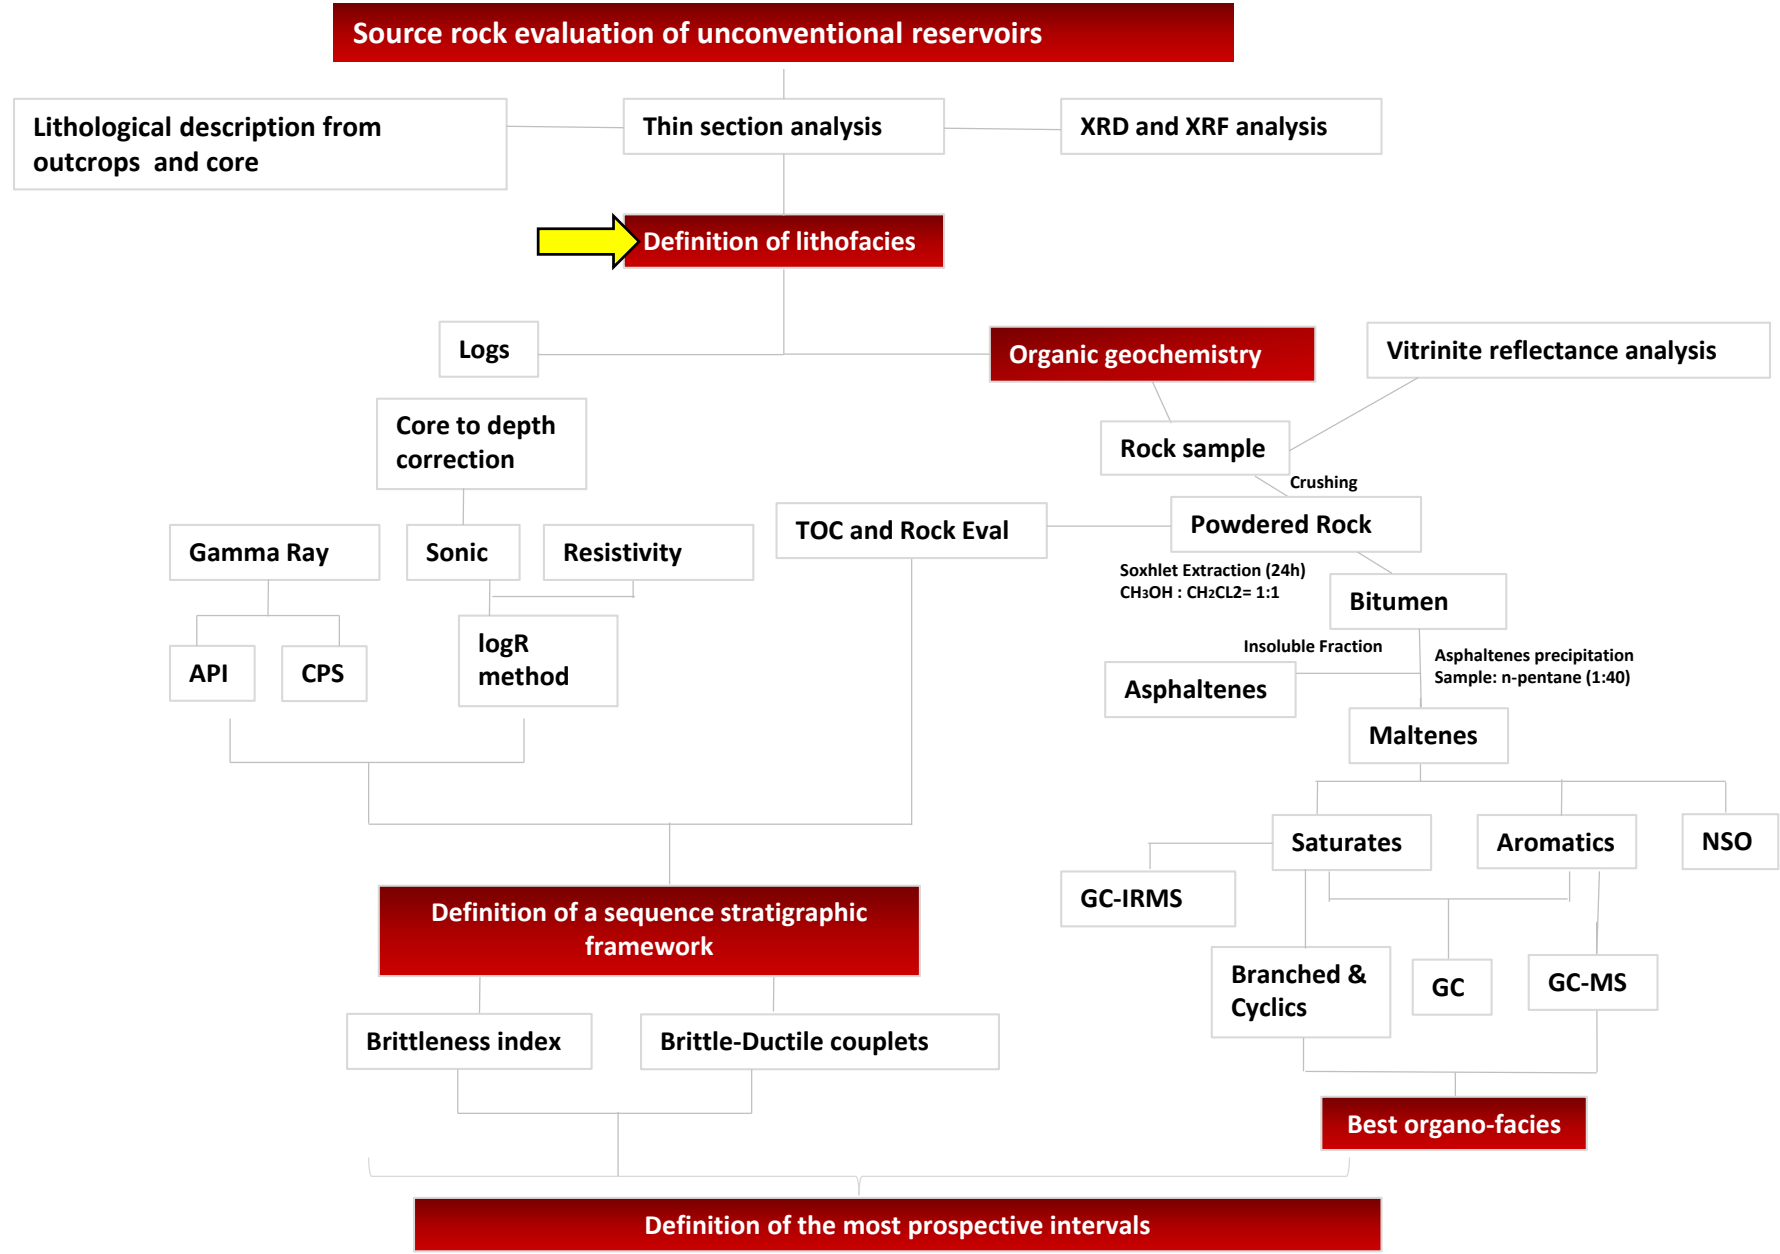 Source rock evaluation of unconventional reservoirs
Lithological description from
outcrops and core
Thin section analysis
XRD and XRF analysis
Definition of lithofacies
Logs
Organic geochemistry
Vitrinite reflectance analysis
Core to depth
correction
Rock sample
Crushing
Gamma Ray
Sonic
Resistivity
TOC and Rock Eval
Powdered Rock
Soxhlet Extraction (24h)
CH3OH : CH2CL2= 1:1
Bitumen
API
CPS
logR
method
Insoluble Fraction
Asphaltenes precipitation
Sample: n-pentane (1:40)
Asphaltenes
Maltenes
Saturates
Aromatics
NSO
GC-IRMS
Definition of a sequence stratigraphic
framework
Branched &
Cyclics
GC
GC-MS
Brittleness index
Brittle-Ductile couplets
Best organo-facies
Definition of the most prospective intervals